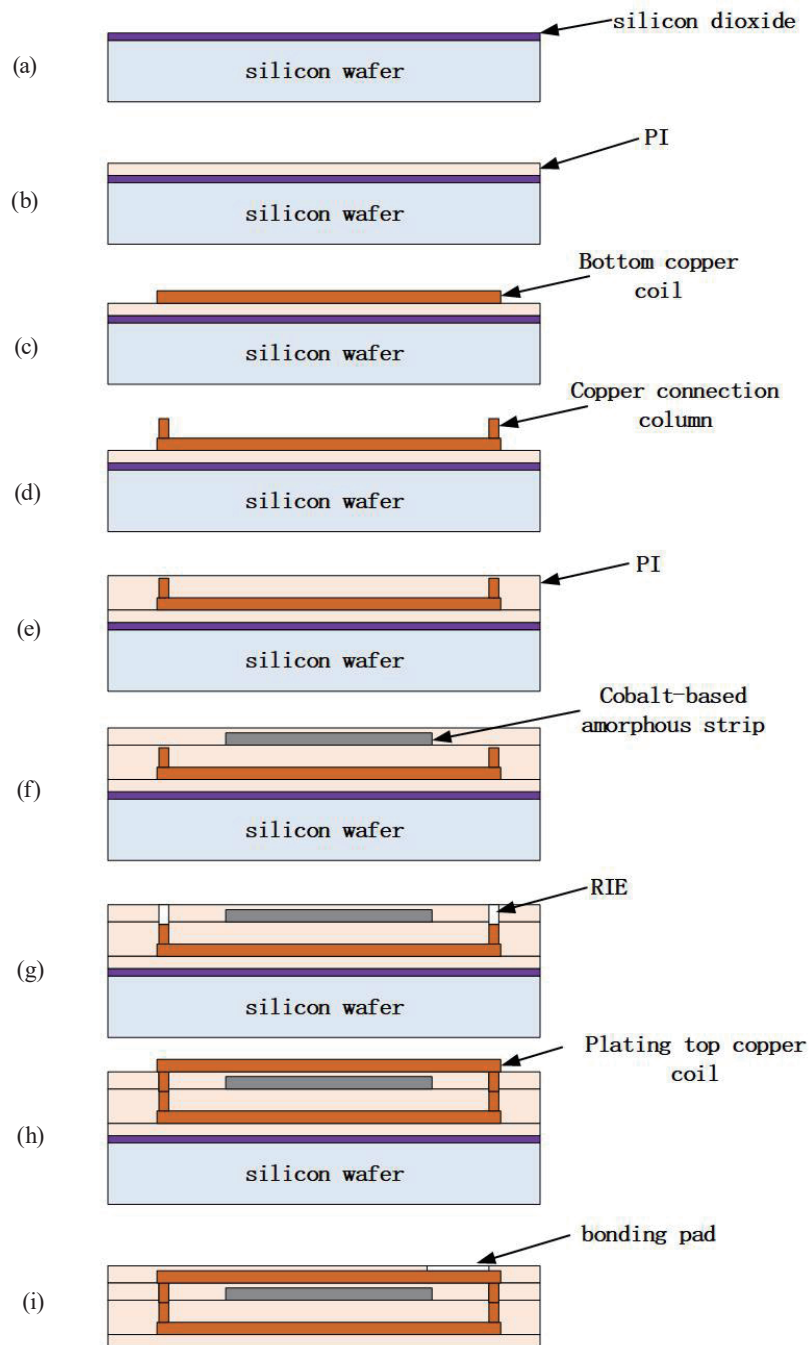 silicon dioxide
(a)
silicon wafer
PI
(b)
silicon wafer
Bottom copper
coil
(c)
silicon wafer
Copper connection
column
(d)
silicon wafer
PI
(e)
silicon wafer
Cobalt-based
amorphous strip
(f)
silicon wafer
RIE
(g)
silicon wafer
Plating top copper
coil
(h)
silicon wafer
bonding pad
(i)